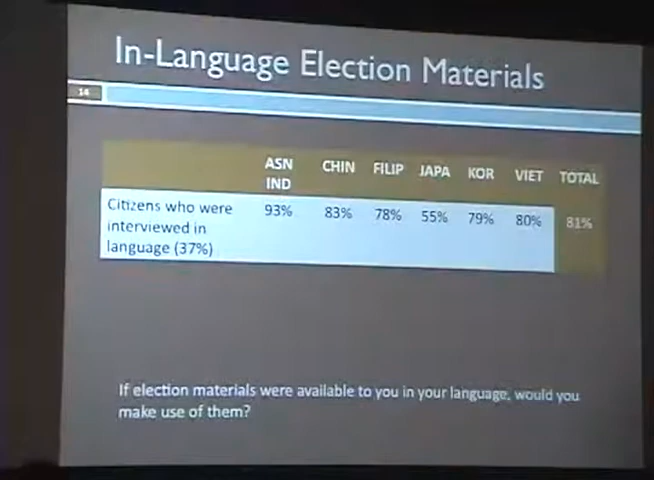 In-Language Election Materials
14
ASN IND CHIN FILIP JAPA KOR VIET TOTAL
Citizens who were interviewed in language (37%) 93% 83% 78% 55% 79% 80% 81%
If election materials were available to you in your language, would you
make use of them?